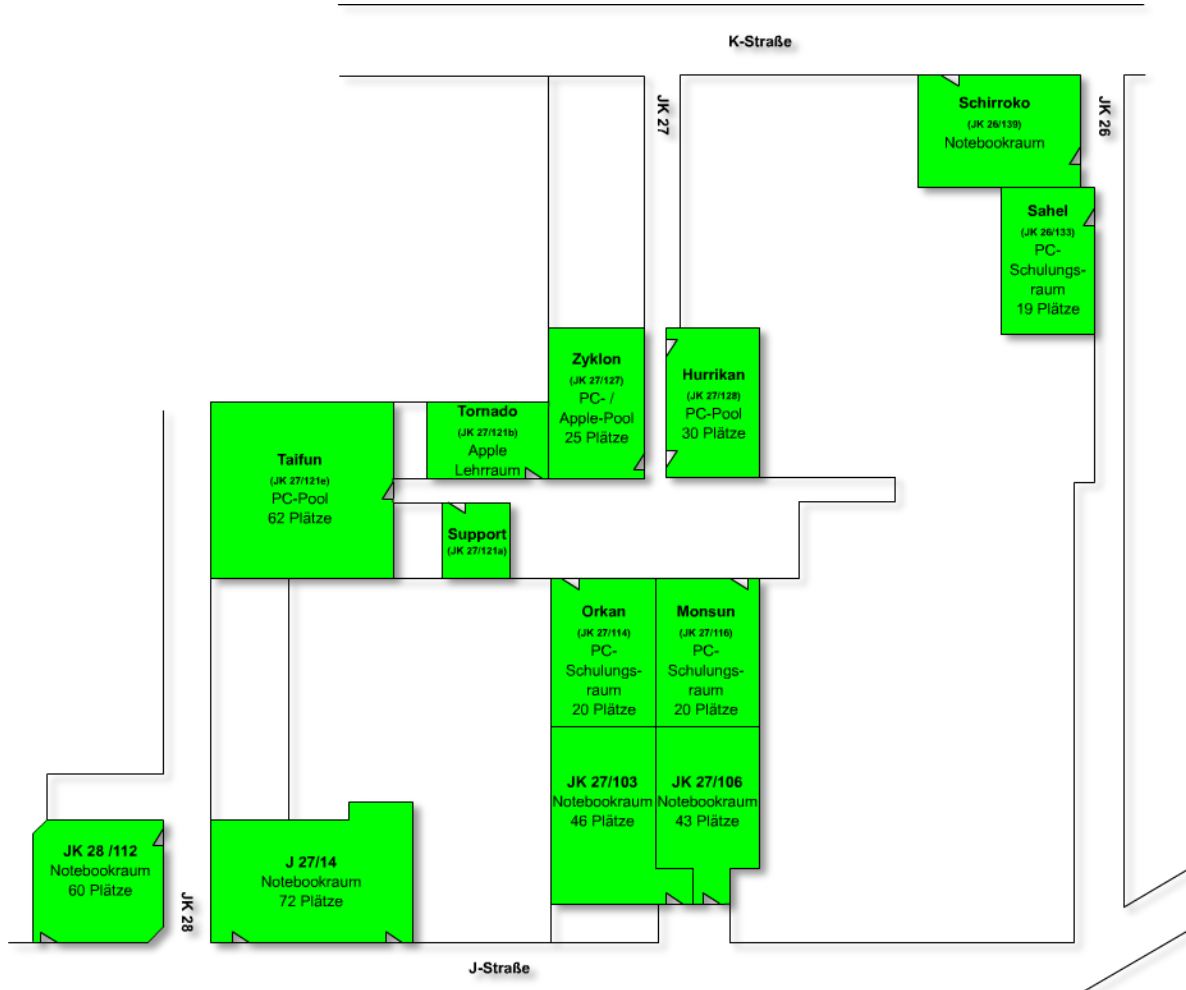 K-Straße
JK 27
JK 26
Schirroko
(JK 26/139)
Notebookraum
Sahel
(JK 26/133)
PC-
Schulungs-
raum
19 Plätze
Zyklon
(JK 27/127)
PC- /
Apple-Pool
25 Plätze
Hurrikan
(JK 27/128)
PC-Pool
30 Plätze
Tornado
(JK 27/121b)
Apple
Lehrraum
Taifun
(JK 27/121e)
PC-Pool
62 Plätze
Support
(JK 27/121a)
Orkan
(JK 27/114)
PC-
Schulungs-
raum
20 Plätze
Monsun
(JK 27/116)
PC-
Schulungs-
raum
20 Plätze
JK 27/103
Notebookraum
46 Plätze
JK 27/106
Notebookraum
43 Plätze
JK 28 /112
Notebookraum
60 Plätze
JK 28
J 27/14
Notebookraum
72 Plätze
J-Straße